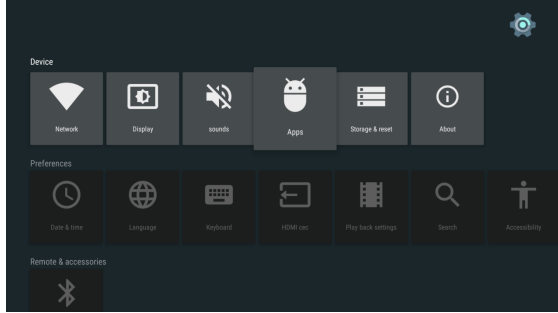 Device
Network Display sounds Apps Storage & reset About
Preferences
Date & time Language Keyboard HDMI cec Play back settings Search Accessibility
Remote & accessories